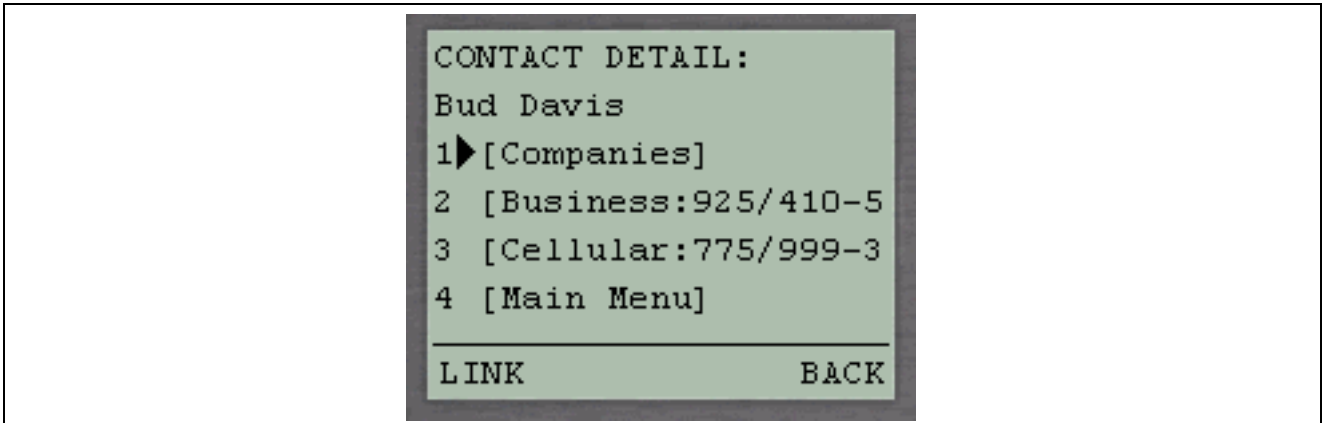 CONTACT DETAIL:
Bud Davis
1 [Companies]
2 [Business:925/410-5
3 [Cellular:775/999-3
4 [Main Menu]
LINK BACK